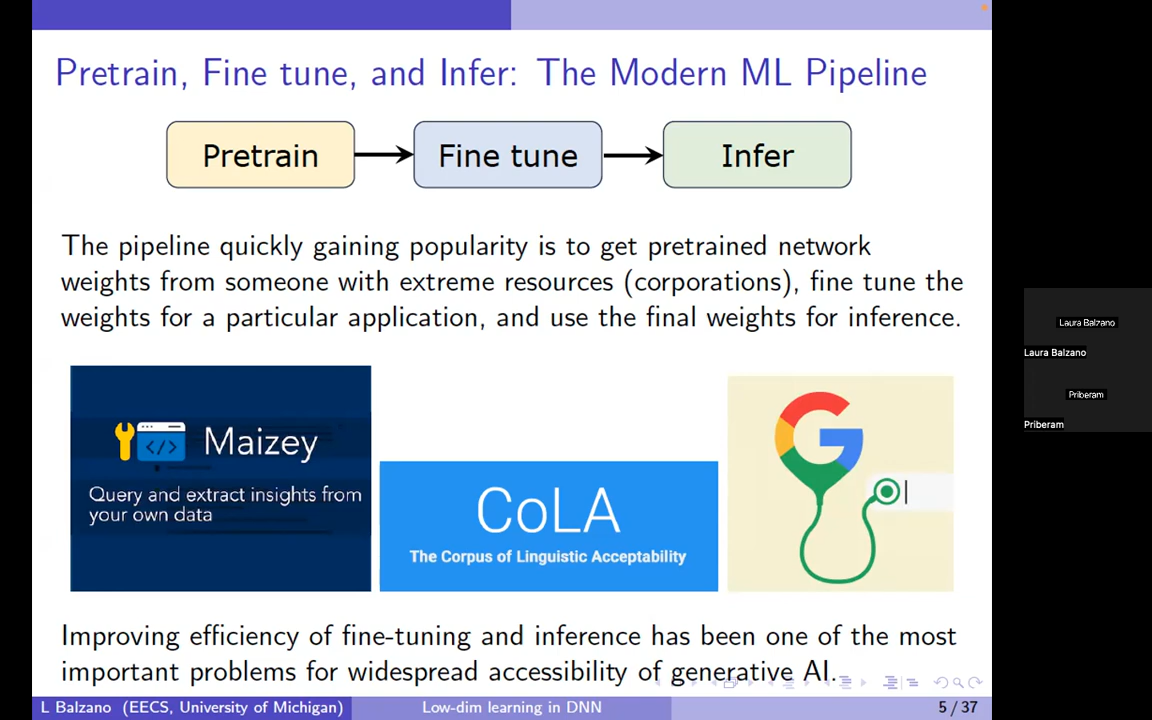 Pretrain, Fine tune, and Infer: The Modern ML Pipeline
Pretrain
Fine tune
Infer
The pipeline quickly gaining popularity is to get pretrained network
weights from someone with extreme resources (corporations), fine tune the
weights for a particular application, and use the final weights for inference.
</> Maizey
Query and extract insights from
your own data
CoLA
The Corpus of Linguistic Acceptability
G
Improving efficiency of fine-tuning and inference has been one of the most
important problems for widespread accessibility of generative AI.
L Balzano (EECS, University of Michigan)
Low-dim learning in DNN
5 / 37
Laura Balzano
Laura Balzano
Priberam
Priberam